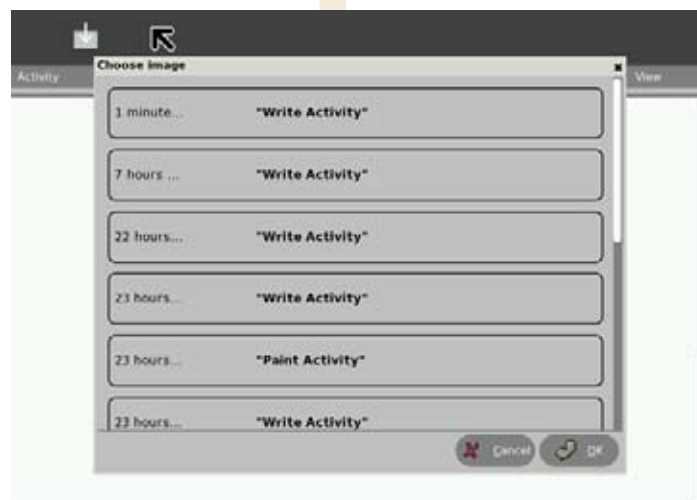 Choose image
Activity
View
1 minute... "Write Activity"
7 hours ... "Write Activity"
22 hours... "Write Activity"
23 hours... "Write Activity"
23 hours... "Paint Activity"
23 hours... "Write Activity"
Cancel OK